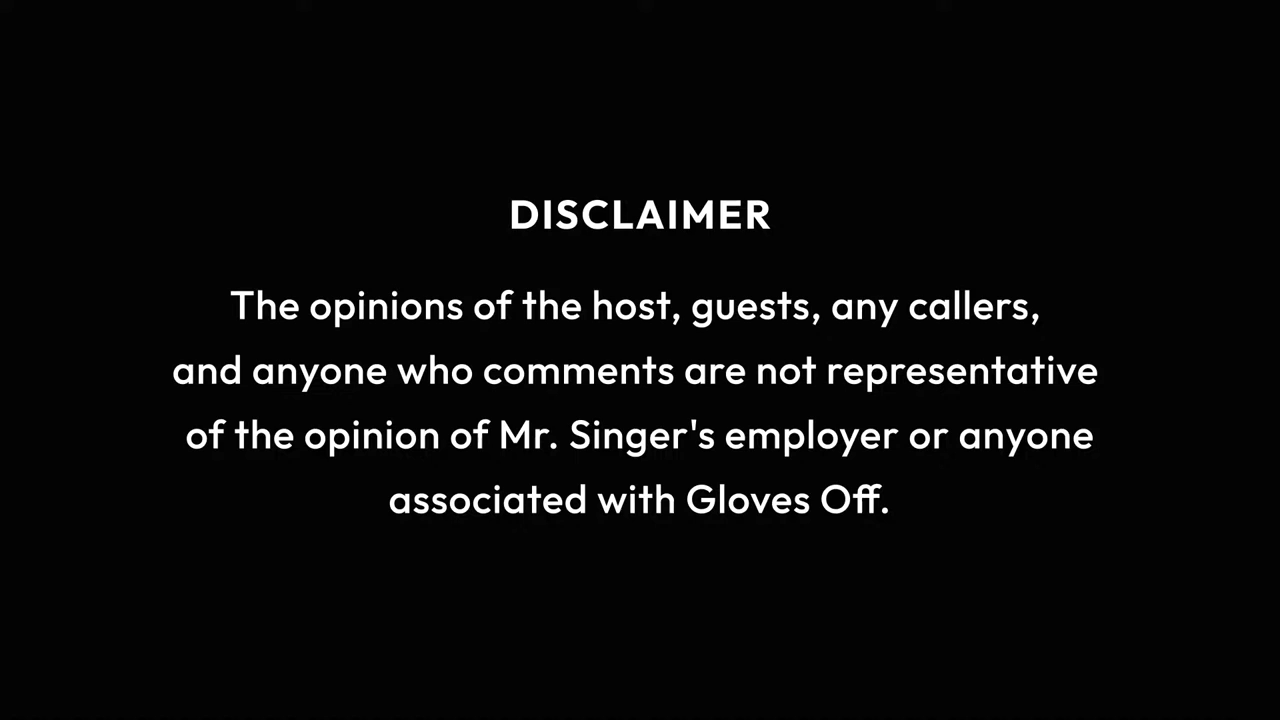 DISCLAIMER
The opinions of the host, guests, any callers,
and anyone who comments are not representative
of the opinion of Mr. Singer's employer or anyone
associated with Gloves Off.